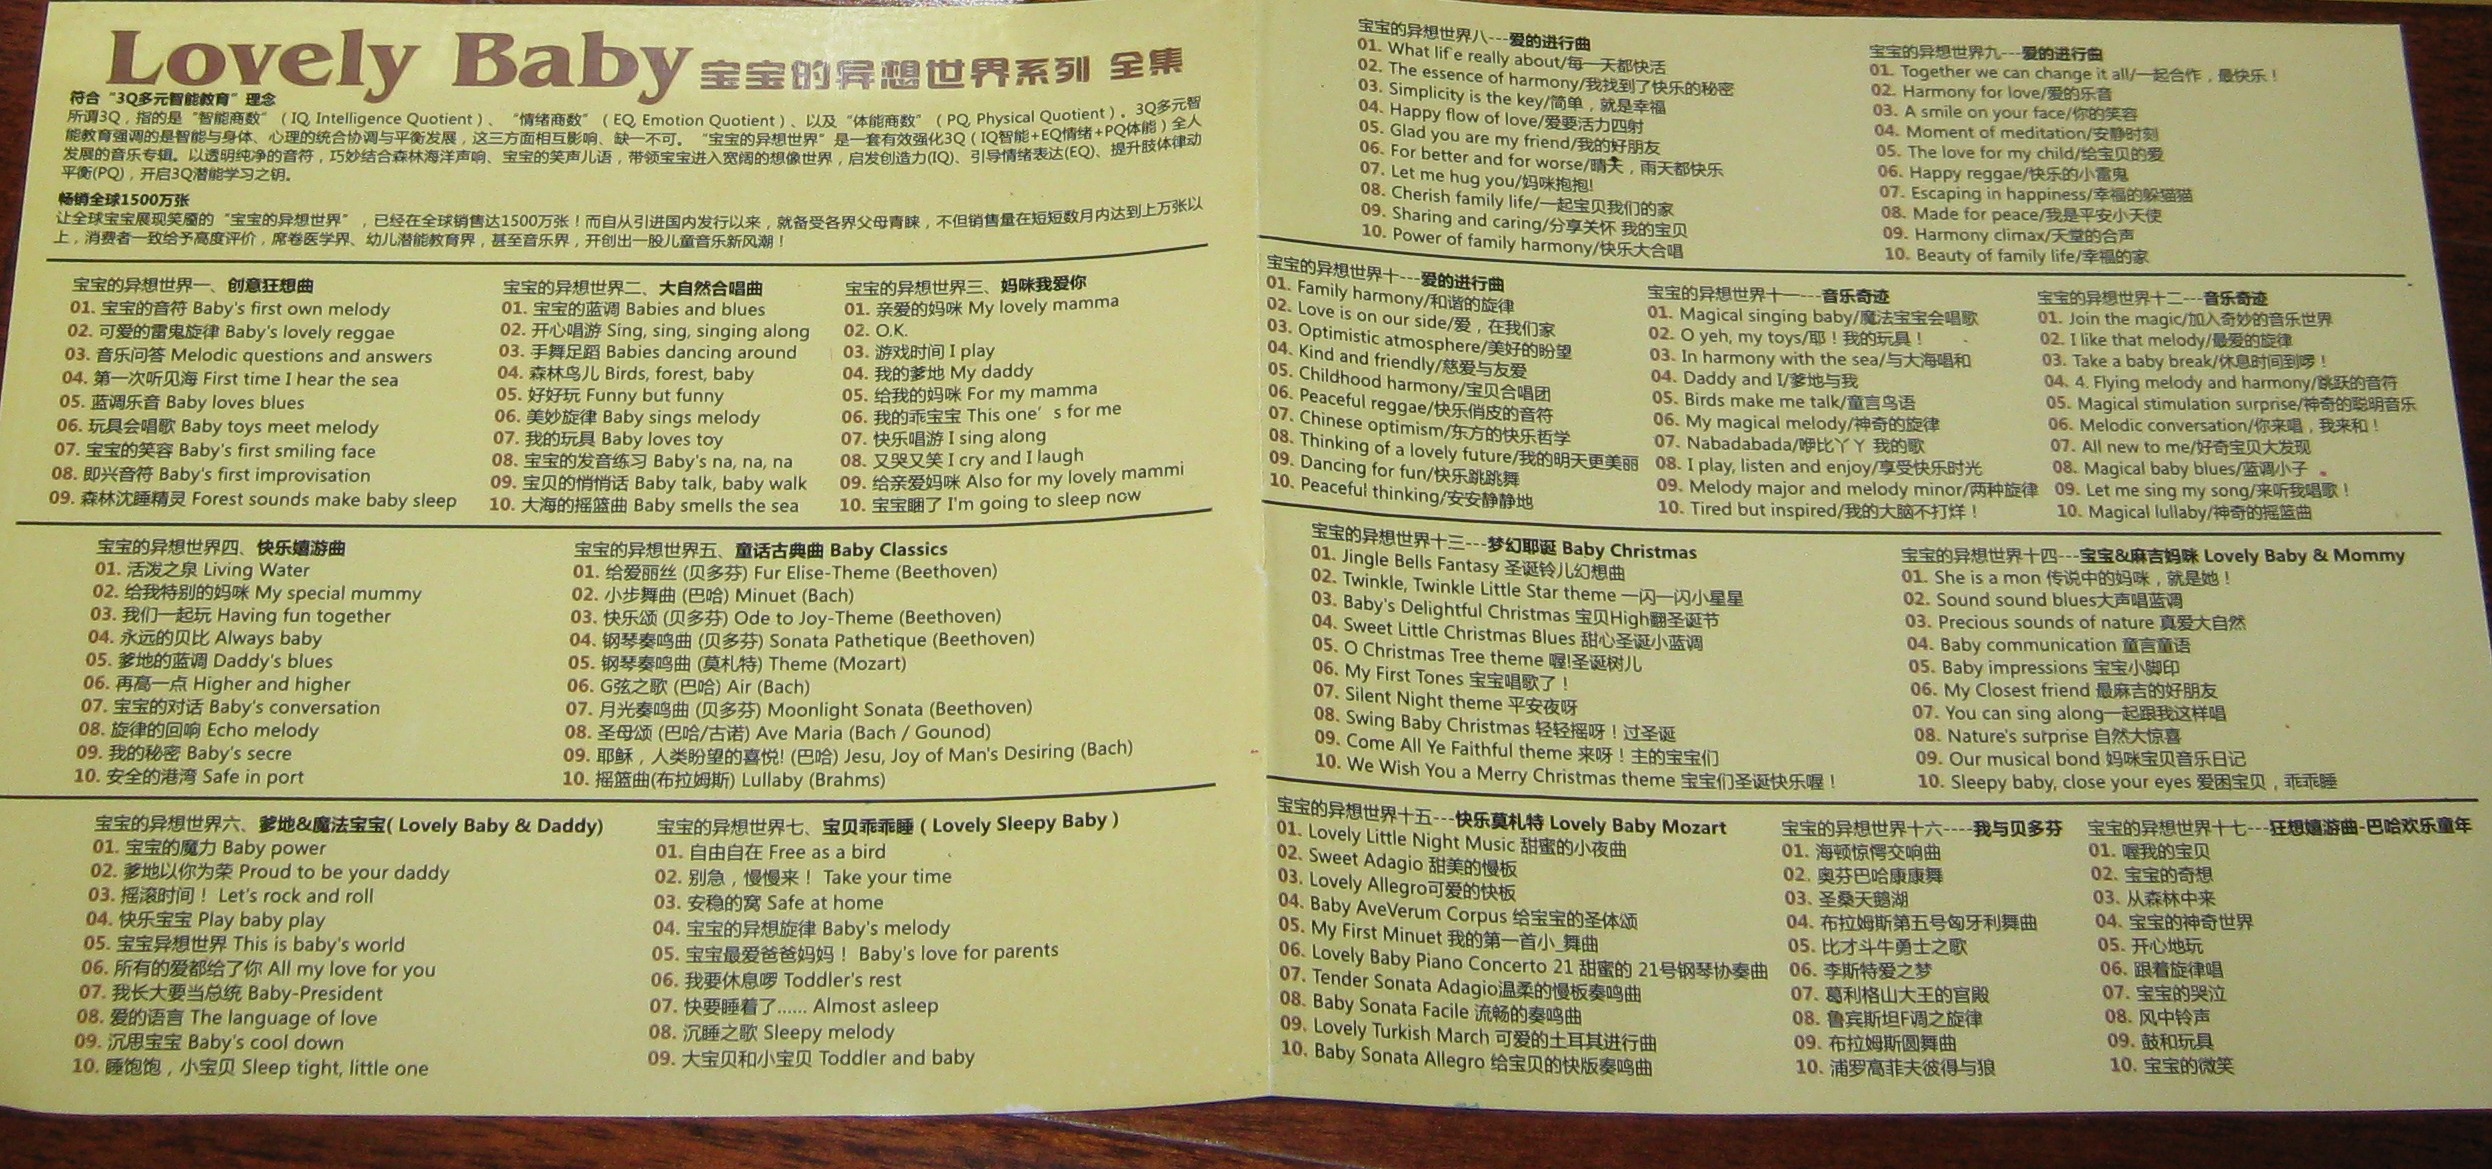 Lovely Baby 宝宝的异想世界系列 全集
符合“3Q多元智能教育”理念
所谓3Q，指的是“智能商数”（IQ, Intelligence Quotient）、“情绪商数”（EQ, Emotion Quotient）、以及“体能商数”（PQ, Physical Quotient）。3Q多元智
能教育强调的是智能与身体、心理的统合协调与平衡发展，这三方面相互影响、缺一不可。“宝宝的异想世界”是一套有效强化3Q（IQ智能+EQ情绪+PQ体能）全人
发展的音乐专辑。以透明纯净的音符，巧妙结合森林海洋声响、宝宝的笑声儿语，带领宝宝进入宽阔的想像世界，启发创造力(IQ)、引导情绪表达(EQ)、提升肢体律动
平衡(PQ)，开启3Q潜能学习之钥。
畅销全球1500万张
让全球宝宝展现笑靥的“宝宝的异想世界”，已经在全球销售达1500万张！而自从引进国内发行以来，就备受各界父母青睐，不但销售量在短短数月内达到上万张以
上，消费者一致给予高度评价，席卷医学界、幼儿潜能教育界，甚至音乐界，开创出一股儿童音乐新风潮！
宝宝的异想世界一、创意狂想曲
01. 宝宝的音符 Baby's first own melody
02. 可爱的雷鬼旋律 Baby's lovely reggae
03. 音乐问答 Melodic questions and answers
04. 第一次听见海 First time I hear the sea
05. 蓝调乐音 Baby loves blues
06. 玩具会唱歌 Baby toys meet melody
07. 宝宝的笑容 Baby's first smiling face
08. 即兴音符 Baby's first improvisation
09. 森林沈睡精灵 Forest sounds make baby sleep
宝宝的异想世界二、大自然合唱曲
01. 宝宝的蓝调 Babies and blues
02. 开心唱游 Sing, sing, singing along
03. 手舞足蹈 Babies dancing around
04. 森林鸟儿 Birds, forest, baby
05. 好好玩 Funny but funny
06. 美妙旋律 Baby sings melody
07. 我的玩具 Baby loves toy
08. 宝宝的发音练习 Baby's na, na, na
09. 宝贝的悄悄话 Baby talk, baby walk
10. 大海的摇篮曲 Baby smells the sea
宝宝的异想世界三、妈咪我爱你
01. 亲爱的妈咪 My lovely mamma
02. O.K.
03. 游戏时间 I play
04. 我的爹地 My daddy
05. 给我的妈咪 For my mamma
06. 我的乖宝宝 This one’s for me
07. 快乐唱游 I sing along
08. 又哭又笑 I cry and I laugh
09. 给亲爱妈咪 Also for my lovely mammi
10. 宝宝睏了 I'm going to sleep now
宝宝的异想世界四、快乐嬉游曲
01. 活泼之泉 Living Water
02. 给我特别的妈咪 My special mummy
03. 我们一起玩 Having fun together
04. 永远的贝比 Always baby
05. 爹地的蓝调 Daddy's blues
06. 再高一点 Higher and higher
07. 宝宝的对话 Baby's conversation
08. 旋律的回响 Echo melody
09. 我的秘密 Baby's secre
10. 安全的港湾 Safe in port
宝宝的异想世界五、童话古典曲 Baby Classics
01. 给爱丽丝 (贝多芬) Fur Elise-Theme (Beethoven)
02. 小步舞曲 (巴哈) Minuet (Bach)
03. 快乐颂 (贝多芬) Ode to Joy-Theme (Beethoven)
04. 钢琴奏鸣曲 (贝多芬) Sonata Pathetique (Beethoven)
05. 钢琴奏鸣曲 (莫札特) Theme (Mozart)
06. G弦之歌 (巴哈) Air (Bach)
07. 月光奏鸣曲 (贝多芬) Moonlight Sonata (Beethoven)
08. 圣母颂 (巴哈/古诺) Ave Maria (Bach / Gounod)
09. 耶稣，人类盼望的喜悦! (巴哈) Jesu, Joy of Man's Desiring (Bach)
10. 摇篮曲(布拉姆斯) Lullaby (Brahms)
宝宝的异想世界六、爹地&魔法宝宝( Lovely Baby & Daddy)
01. 宝宝的魔力 Baby power
02. 爹地以你为荣 Proud to be your daddy
03. 摇滚时间！ Let's rock and roll
04. 快乐宝宝 Play baby play
05. 宝宝异想世界 This is baby's world
06. 所有的爱都给了你 All my love for you
07. 我长大要当总统 Baby-President
08. 爱的语言 The language of love
09. 沉思宝宝 Baby's cool down
10. 睡饱饱，小宝贝 Sleep tight, little one
宝宝的异想世界七、宝贝乖乖睡 ( Lovely Sleepy Baby )
01. 自由自在 Free as a bird
02. 别急，慢慢来！ Take your time
03. 安稳的窝 Safe at home
04. 宝宝的异想旋律 Baby's melody
05. 宝宝最爱爸爸妈妈！ Baby's love for parents
06. 我要休息啰 Toddler's rest
07. 快要睡着了...... Almost asleep
08. 沉睡之歌 Sleepy melody
09. 大宝贝和小宝贝 Toddler and baby
宝宝的异想世界八---爱的进行曲
01. What life really about/每一天都快活
02. The essence of harmony/我找到了快乐的秘密
03. Simplicity is the key/简单，就是幸福
04. Happy flow of love/爱要活力四射
05. Glad you are my friend/我的好朋友
06. For better and for worse/晴天，雨天都快乐
07. Let me hug you/妈咪抱抱!
08. Cherish family life/一起宝贝我们的家
09. Sharing and caring/分享关怀 我的宝贝
10. Power of family harmony/快乐大合唱
宝宝的异想世界九---爱的进行曲
01. Together we can change it all/一起合作，最快乐！
02. Harmony for love/爱的乐音
03. A smile on your face/你的笑容
04. Moment of meditation/安静时刻
05. The love for my child/给宝贝的爱
06. Happy reggae/快乐的小雷鬼
07. Escaping in happiness/幸福的躲猫猫
08. Made for peace/我是平安小天使
09. Harmony climax/天堂的合声
10. Beauty of family life/幸福的家
宝宝的异想世界十---爱的进行曲
01. Family harmony/和谐的旋律
02. Love is on our side/爱，在我们家
03. Optimistic atmosphere/美好的盼望
04. Kind and friendly/慈爱与友爱
05. Childhood harmony/宝贝合唱团
06. Peaceful reggae/快乐俏皮的音符
07. Chinese optimism/东方的快乐哲学
08. Thinking of a lovely future/我的明天更美丽
09. Dancing for fun/快乐跳跳舞
10. Peaceful thinking/安安静静地
宝宝的异想世界十一---音乐奇迹
01. Magical singing baby/魔法宝宝会唱歌
02. O yeh, my toys/耶！我的玩具！
03. In harmony with the sea/与大海唱和
04. Daddy and I/爹地与我
05. Birds make me talk/童言鸟语
06. My magical melody/神奇的旋律
07. Nabadabada/咿比丫丫 我的歌
08. I play, listen and enjoy/享受快乐时光
09. Melody major and melody minor/两种旋律
10. Tired but inspired/我的大脑不打烊！
宝宝的异想世界十二---音乐奇迹
01. Join the magic/加入奇妙的音乐世界
02. I like that melody/最爱的旋律
03. Take a baby break/休息时间到啰！
04. 4. Flying melody and harmony/跳跃的音符
05. Magical stimulation surprise/神奇的聪明音乐
06. Melodic conversation/你来唱，我来和！
07. All new to me/好奇宝贝大发现
08. Magical baby blues/蓝调小子
09. Let me sing my song/来听我唱歌！
10. Magical lullaby/神奇的摇篮曲
宝宝的异想世界十三---梦幻耶诞 Baby Christmas
01. Jingle Bells Fantasy 圣诞铃儿幻想曲
02. Twinkle, Twinkle Little Star theme 一闪一闪小星星
03. Baby's Delightful Christmas 宝贝High翻圣诞节
04. Sweet Little Christmas Blues 甜心圣诞小蓝调
05. O Christmas Tree theme 喔!圣诞树儿
06. My First Tones 宝宝唱歌了！
07. Silent Night theme 平安夜呀
08. Swing Baby Christmas 轻轻摇呀！过圣诞
09. Come All Ye Faithful theme 来呀！主的宝宝们
10. We Wish You a Merry Christmas theme 宝宝们圣诞快乐喔！
宝宝的异想世界十四---宝宝&麻吉妈咪 Lovely Baby & Mommy
01. She is a mon 传说中的妈咪，就是她！
02. Sound sound blues大声唱蓝调
03. Precious sounds of nature 真爱大自然
04. Baby communication 童言童语
05. Baby impressions 宝宝小脚印
06. My Closest friend 最麻吉的好朋友
07. You can sing along一起跟我这样唱
08. Nature's surprise 自然大惊喜
09. Our musical bond 妈咪宝贝音乐日记
10. Sleepy baby, close your eyes 爱困宝贝，乖乖睡
宝宝的异想世界十五---快乐莫札特 Lovely Baby Mozart
01. Lovely Little Night Music 甜蜜的小夜曲
02. Sweet Adagio 甜美的慢板
03. Lovely Allegro可爱的快板
04. Baby AveVerum Corpus 给宝宝的圣体颂
05. My First Minuet 我的第一首小_舞曲
06. Lovely Baby Piano Concerto 21 甜蜜的 21号钢琴协奏曲
07. Tender Sonata Adagio温柔的慢板奏鸣曲
08. Baby Sonata Facile 流畅的奏鸣曲
09. Lovely Turkish March 可爱的土耳其进行曲
10. Baby Sonata Allegro 给宝贝的快版奏鸣曲
宝宝的异想世界十六----我与贝多芬
01. 海顿惊愕交响曲
02. 奥芬巴哈康康舞
03. 圣桑天鹅湖
04. 布拉姆斯第五号匈牙利舞曲
05. 比才斗牛勇士之歌
06. 李斯特爱之梦
07. 葛利格山大王的宫殿
08. 鲁宾斯坦F调之旋律
09. 布拉姆斯圆舞曲
10. 浦罗高菲夫彼得与狼
宝宝的异想世界十七---狂想嬉游曲-巴哈欢乐童年
01. 喔我的宝贝
02. 宝宝的奇想
03. 从森林中来
04. 宝宝的神奇世界
05. 开心地玩
06. 跟着旋律唱
07. 宝宝的哭泣
08. 风中铃声
09. 鼓和玩具
10. 宝宝的微笑